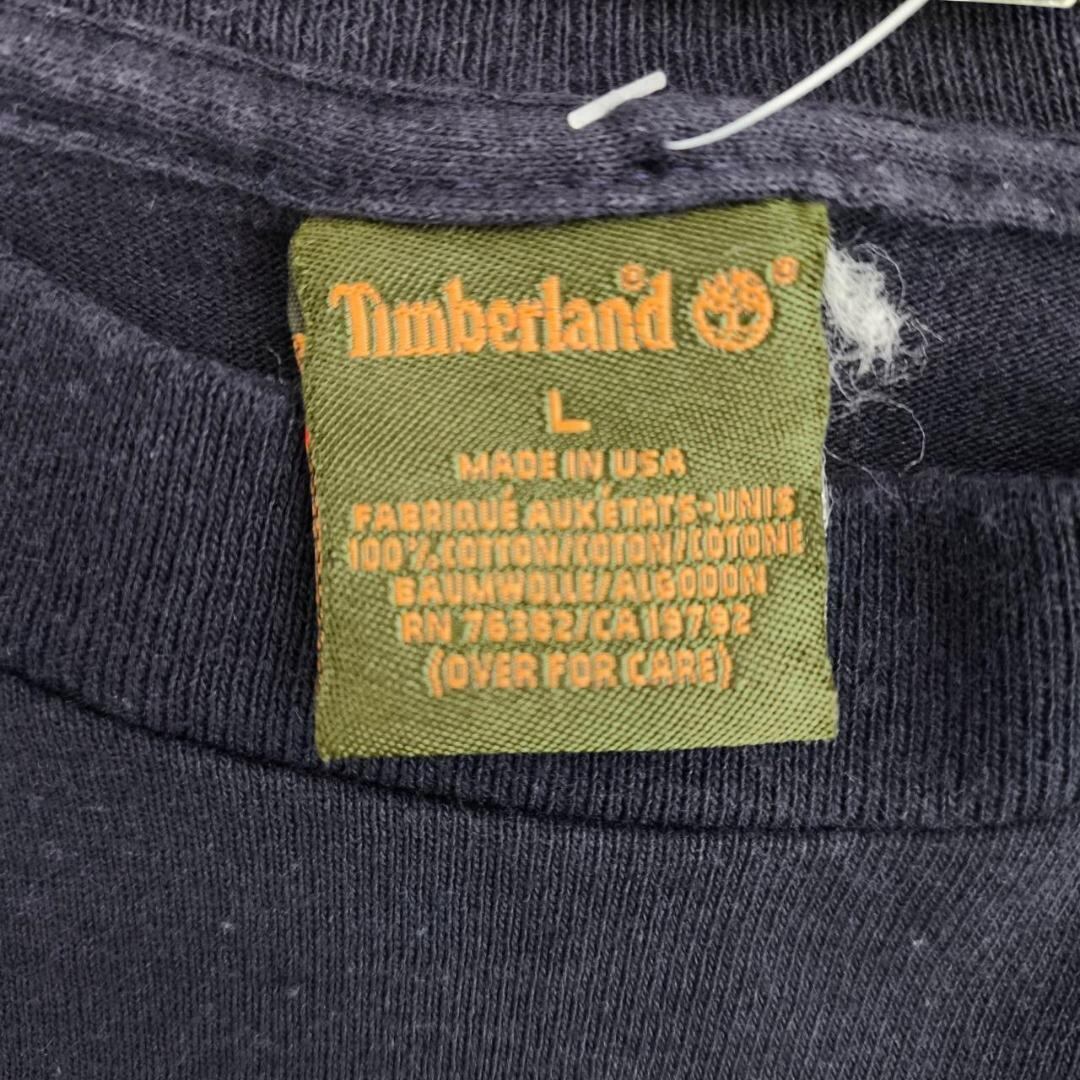 Timberland®
L
MADE IN USA
FABRIQUÉ AUX ÉTATS-UNIS
100% COTTON/COTON/COTONE
BAUMWOLLE/ALGODON
RN 76382/CA 19792
(OVER FOR CARE)